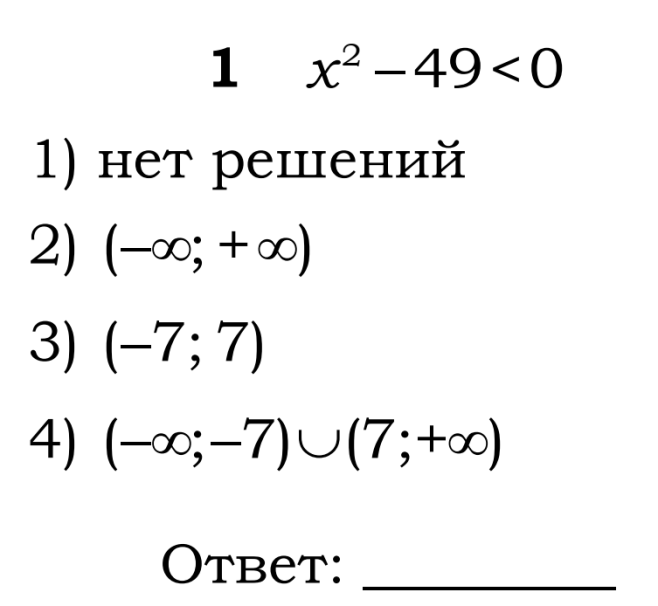 1 x² – 49 < 0
1) нет решений
2) (–∞; +∞)
3) (–7; 7)
4) (–∞; –7)∪(7; +∞)
Ответ: ________